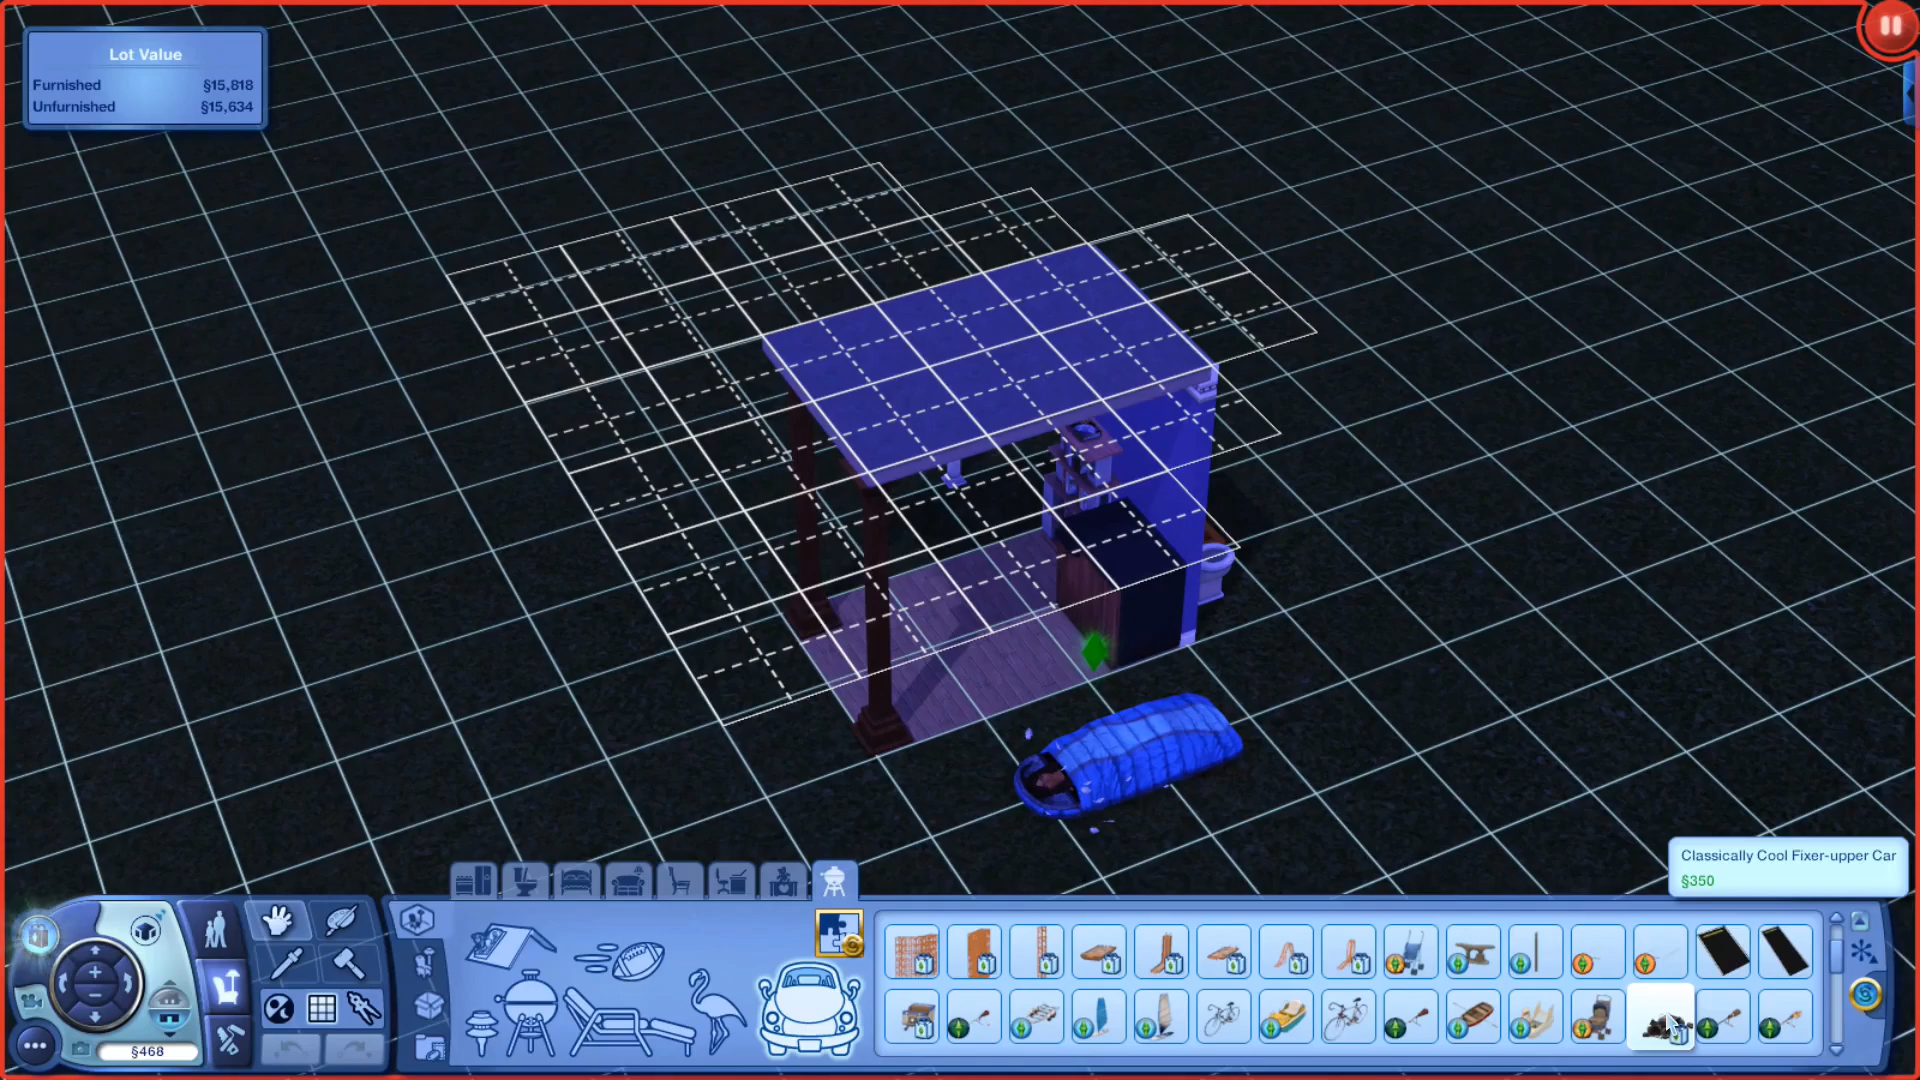 Lot Value
Furnished §15,818
Unfurnished §15,634
Classically Cool Fixer-upper Car
§350
§468